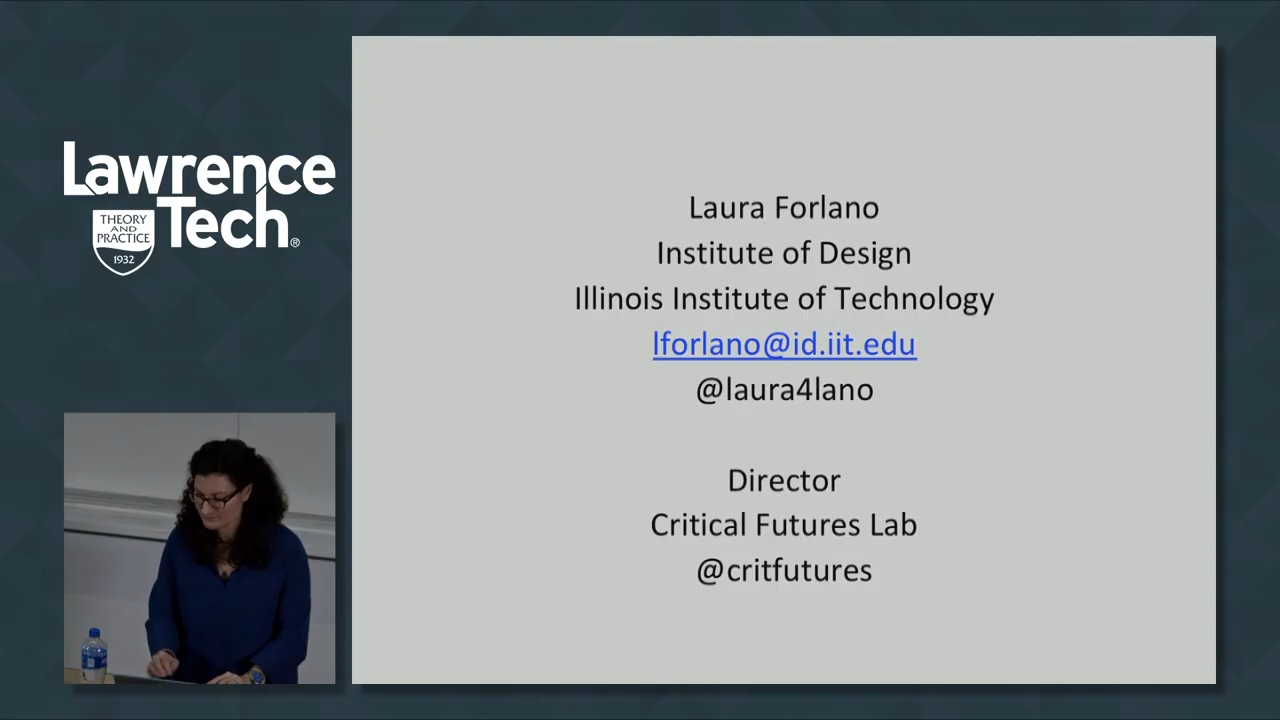 Lawrence
Tech®
THEORY
AND
PRACTICE
1932
Laura Forlano
Institute of Design
Illinois Institute of Technology
lforlano@id.iit.edu
@laura4lano
Director
Critical Futures Lab
@critfutures